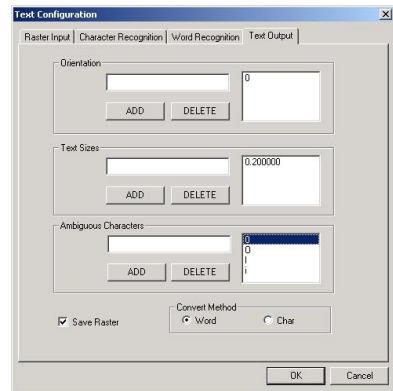 Text Configuration
Raster Input Character Recognition Word Recognition Text Output
Orientation
0
ADD DELETE
Text Sizes
0.200000
ADD DELETE
Ambiguous Characters
0
O
l
i
ADD DELETE
Convert Method
Save Raster Word Char
OK Cancel